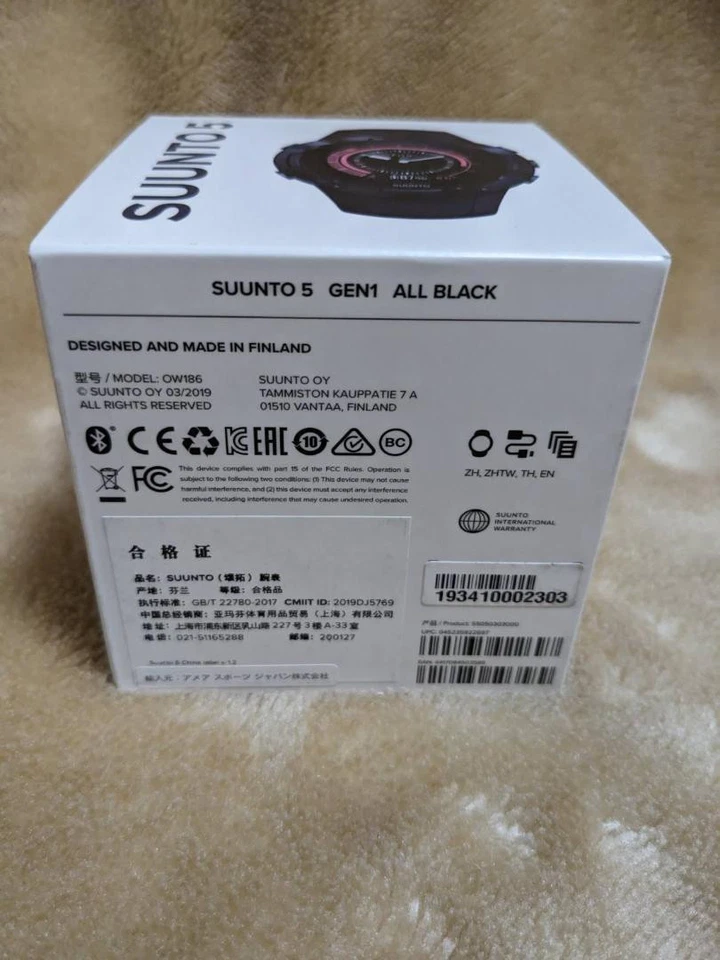 SUUNTO 5
SUUNTO
SUUNTO 5 GEN1 ALL BLACK
DESIGNED AND MADE IN FINLAND
型号 / MODEL: OW186
© SUUNTO OY 03/2019
ALL RIGHTS RESERVED
SUUNTO OY
TAMMISTON KAUPPATIE 7 A
01510 VANTAA, FINLAND
CE EAC 10 BC
ZH, ZHTW, TH, EN
FC
This device complies with part 15 of the FCC Rules. Operation is
subject to the following two conditions: (1) This device may not cause
harmful interference, and (2) this device must accept any interference
received, including interference that may cause undesired operation.
SUUNTO
INTERNATIONAL
WARRANTY
合格证
品名: SUUNTO (颂拓) 腕表
产地: 芬兰 等级: 合格品
执行标准: GB/T 22780-2017 CMIIT ID: 2019DJ5769
中国总经销商: 亚玛芬体育用品贸易 (上海) 有限公司
地址: 上海市浦东新区乳山路 227 号 3 楼 A-33 室
电话: 021-51165288 邮编: 200127
輸入元: アメア スポーツ ジャパン株式会社
193410002303
产品/ Product:
UPC: